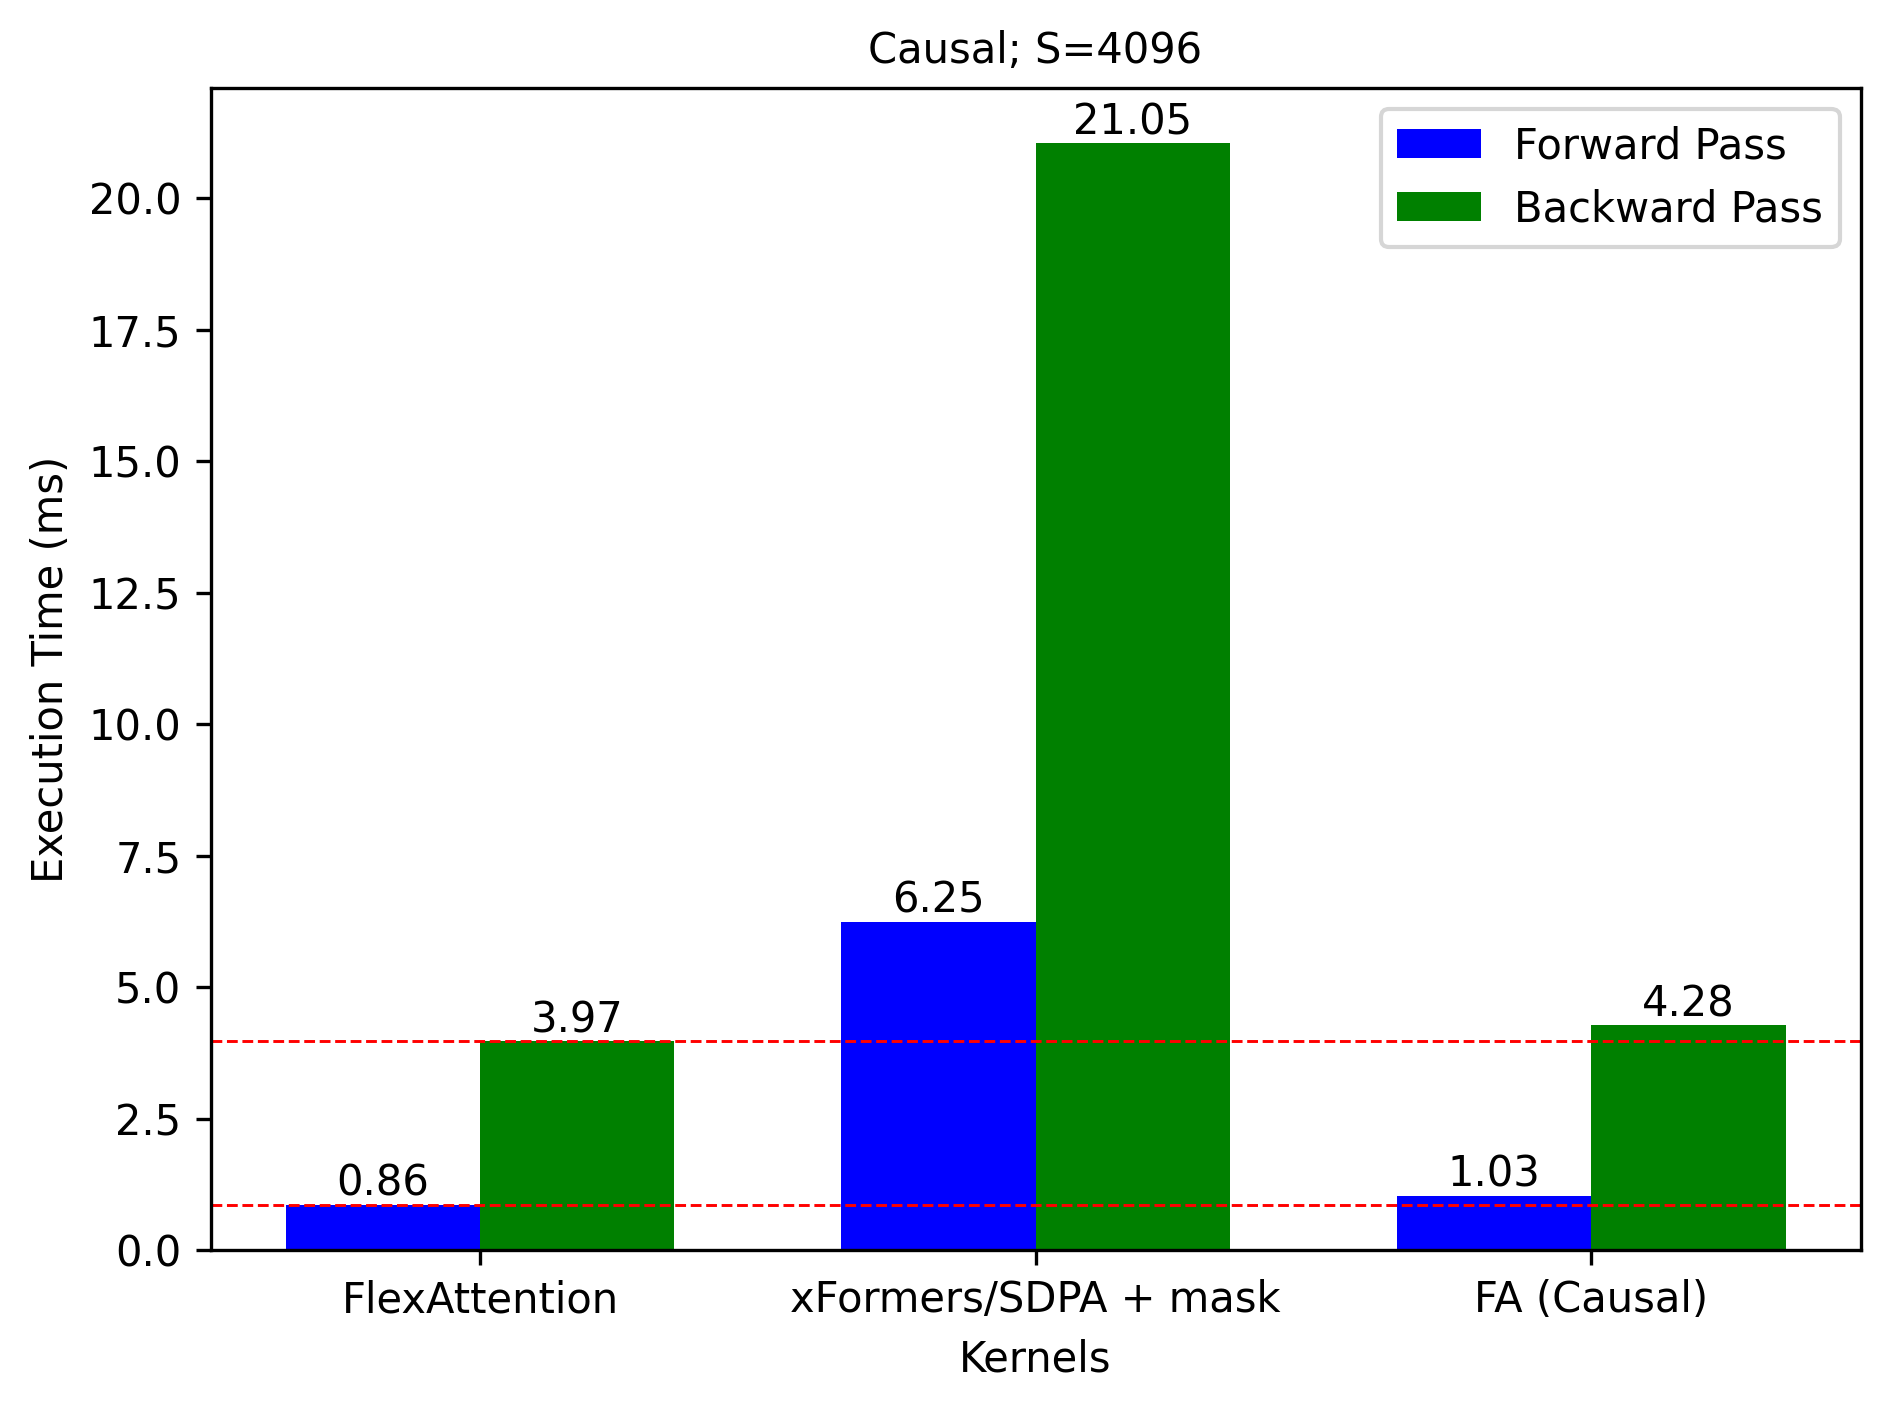 Causal; S=4096
Forward Pass
Backward Pass
Execution Time (ms)
20.0
17.5
15.0
12.5
10.0
7.5
5.0
2.5
0.0
0.86
3.97
6.25
21.05
1.03
4.28
FlexAttention
xFormers/SDPA + mask
FA (Causal)
Kernels